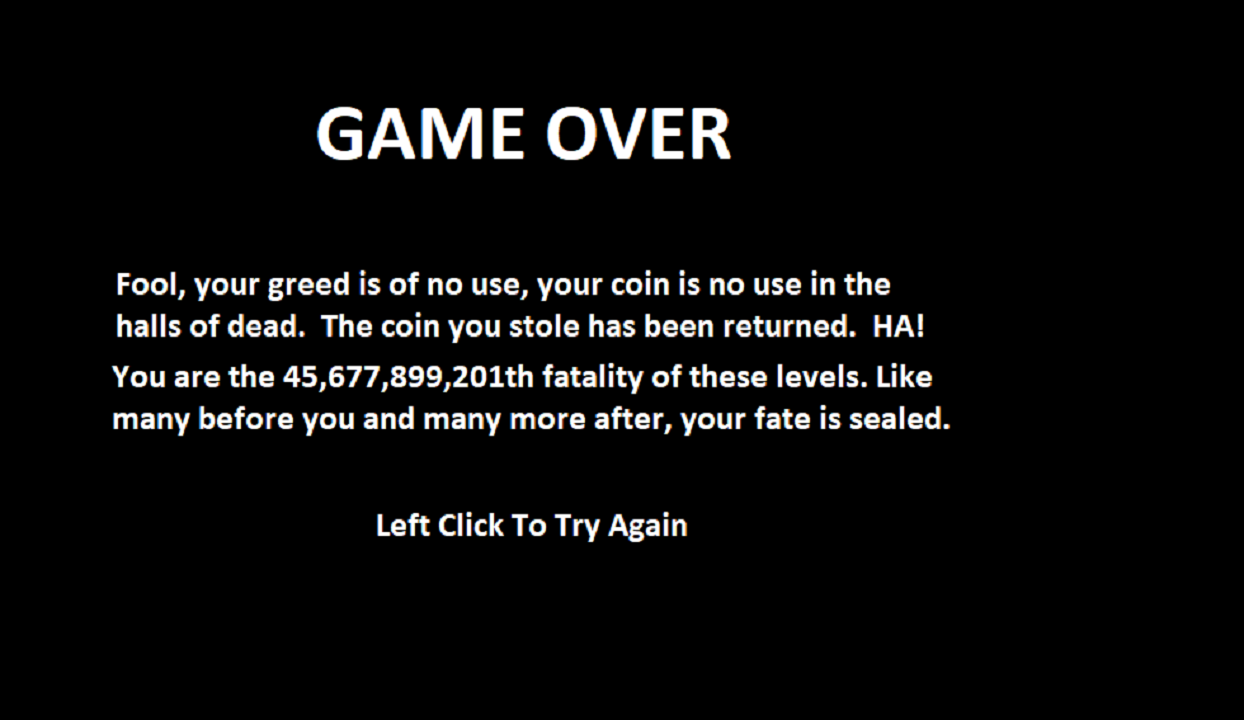 GAME OVER
Fool, your greed is of no use, your coin is no use in the
halls of dead.  The coin you stole has been returned.  HA!
You are the 45,677,899,201th fatality of these levels. Like
many before you and many more after, your fate is sealed.
Left Click To Try Again